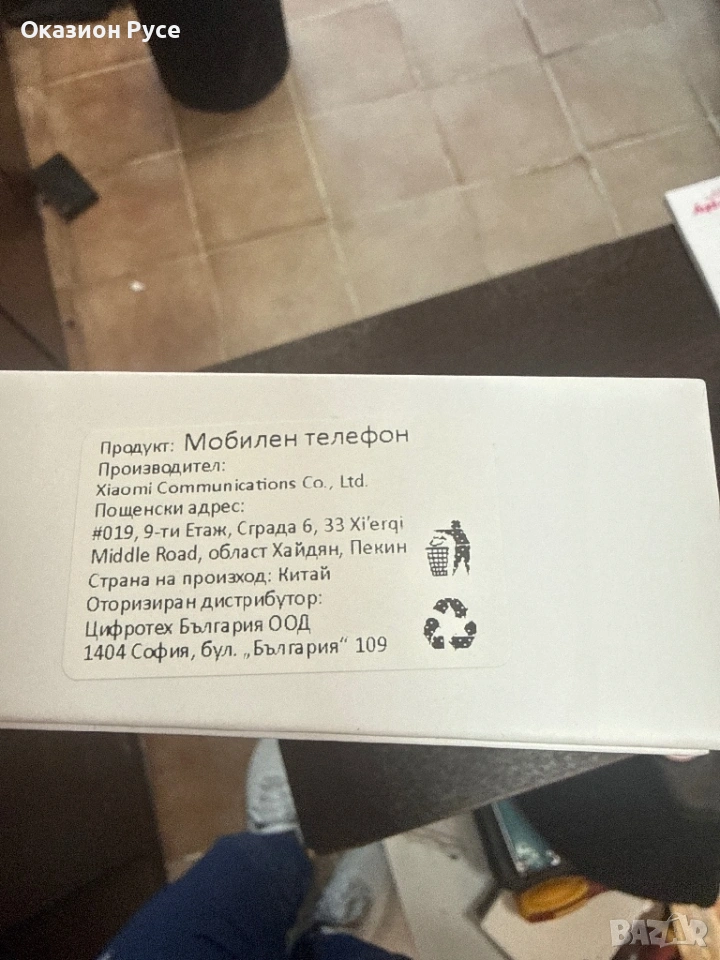 Оказион Русе
Продукт: Мобилен телефон
Производител:
Xiaomi Communications Co., Ltd.
Пощенски адрес:
#019, 9-ти Етаж, Сграда 6, 33 Xi'erqi
Middle Road, област Хайдян, Пекин
Страна на произход: Китай
Оторизиран дистрибутор:
Цифротех България ООД
1404 София, бул. „България“ 109
BAZAR